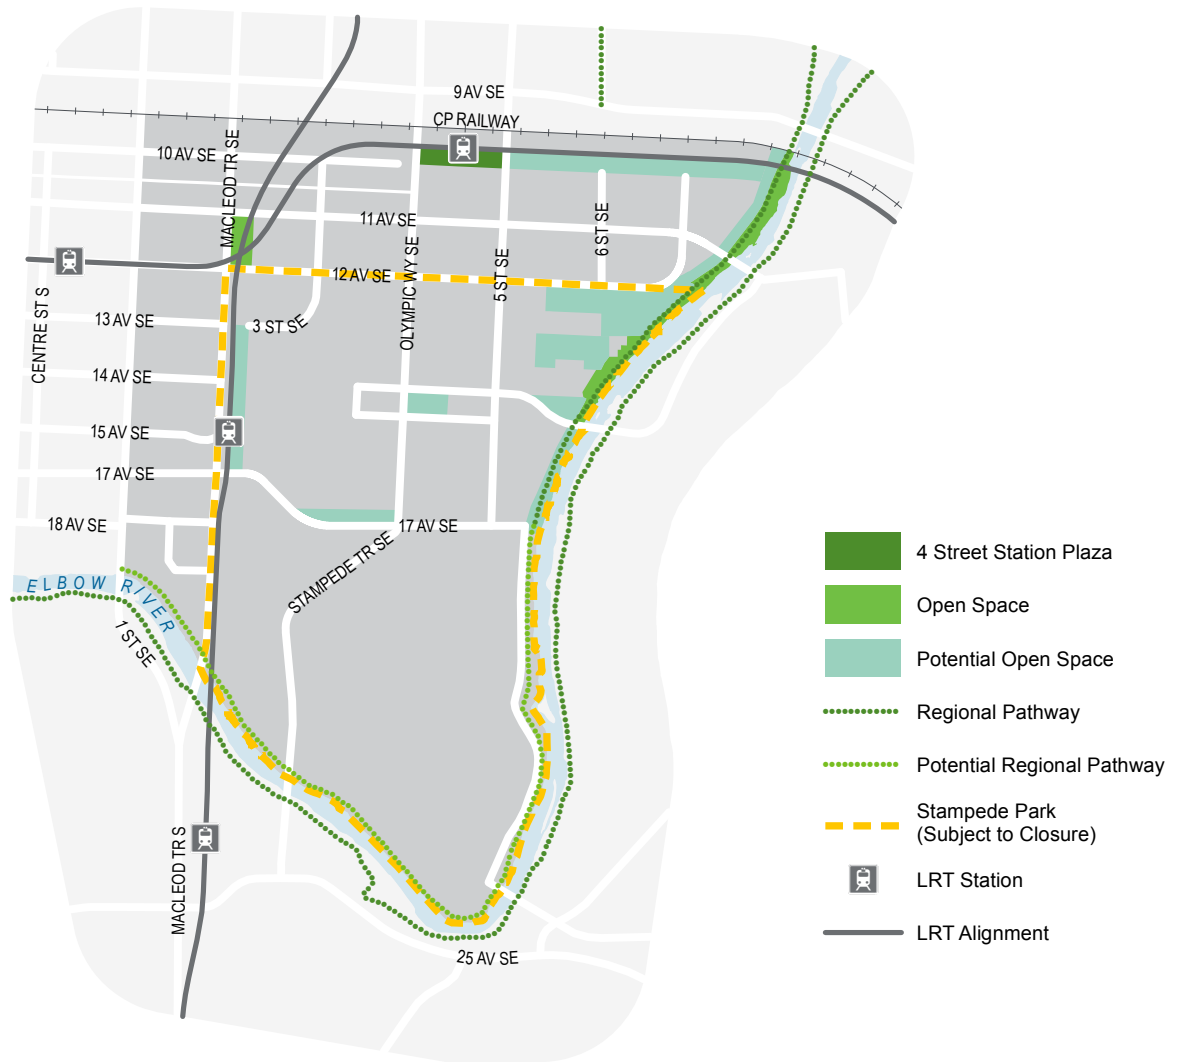 9 AV SE
CP RAILWAY
10 AV SE
MACLEOD TR SE
11 AV SE
6 ST SE
12 AV SE
OLYMPIC WY SE
5 ST SE
CENTRE ST S
13 AV SE
3 ST SE
14 AV SE
15 AV SE
17 AV SE
18 AV SE
17 AV SE
STAMPEDE TR SE
ELBOW RIVER
1 ST SE
MACLEOD TR S
25 AV SE
4 Street Station Plaza
Open Space
Potential Open Space
Regional Pathway
Potential Regional Pathway
Stampede Park
(Subject to Closure)
LRT Station
LRT Alignment